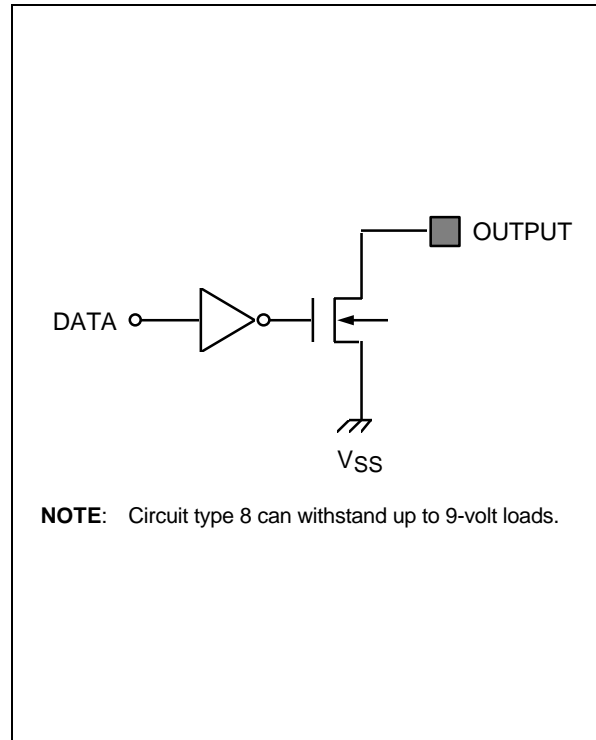 OUTPUT
DATA
VSS
NOTE: Circuit type 8 can withstand up to 9-volt loads.